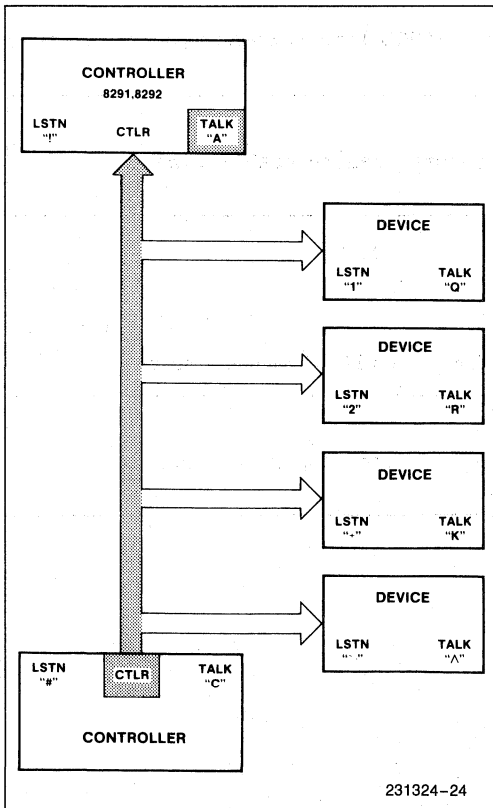 CONTROLLER
8291,8292
LSTN CTLR TALK
"!" "A"
DEVICE
LSTN TALK
"1" "Q"
DEVICE
LSTN TALK
"2" "R"
DEVICE
LSTN TALK
"K"
DEVICE
LSTN TALK
"^"
LSTN CTLR TALK
"#" "C"
CONTROLLER
231324-24